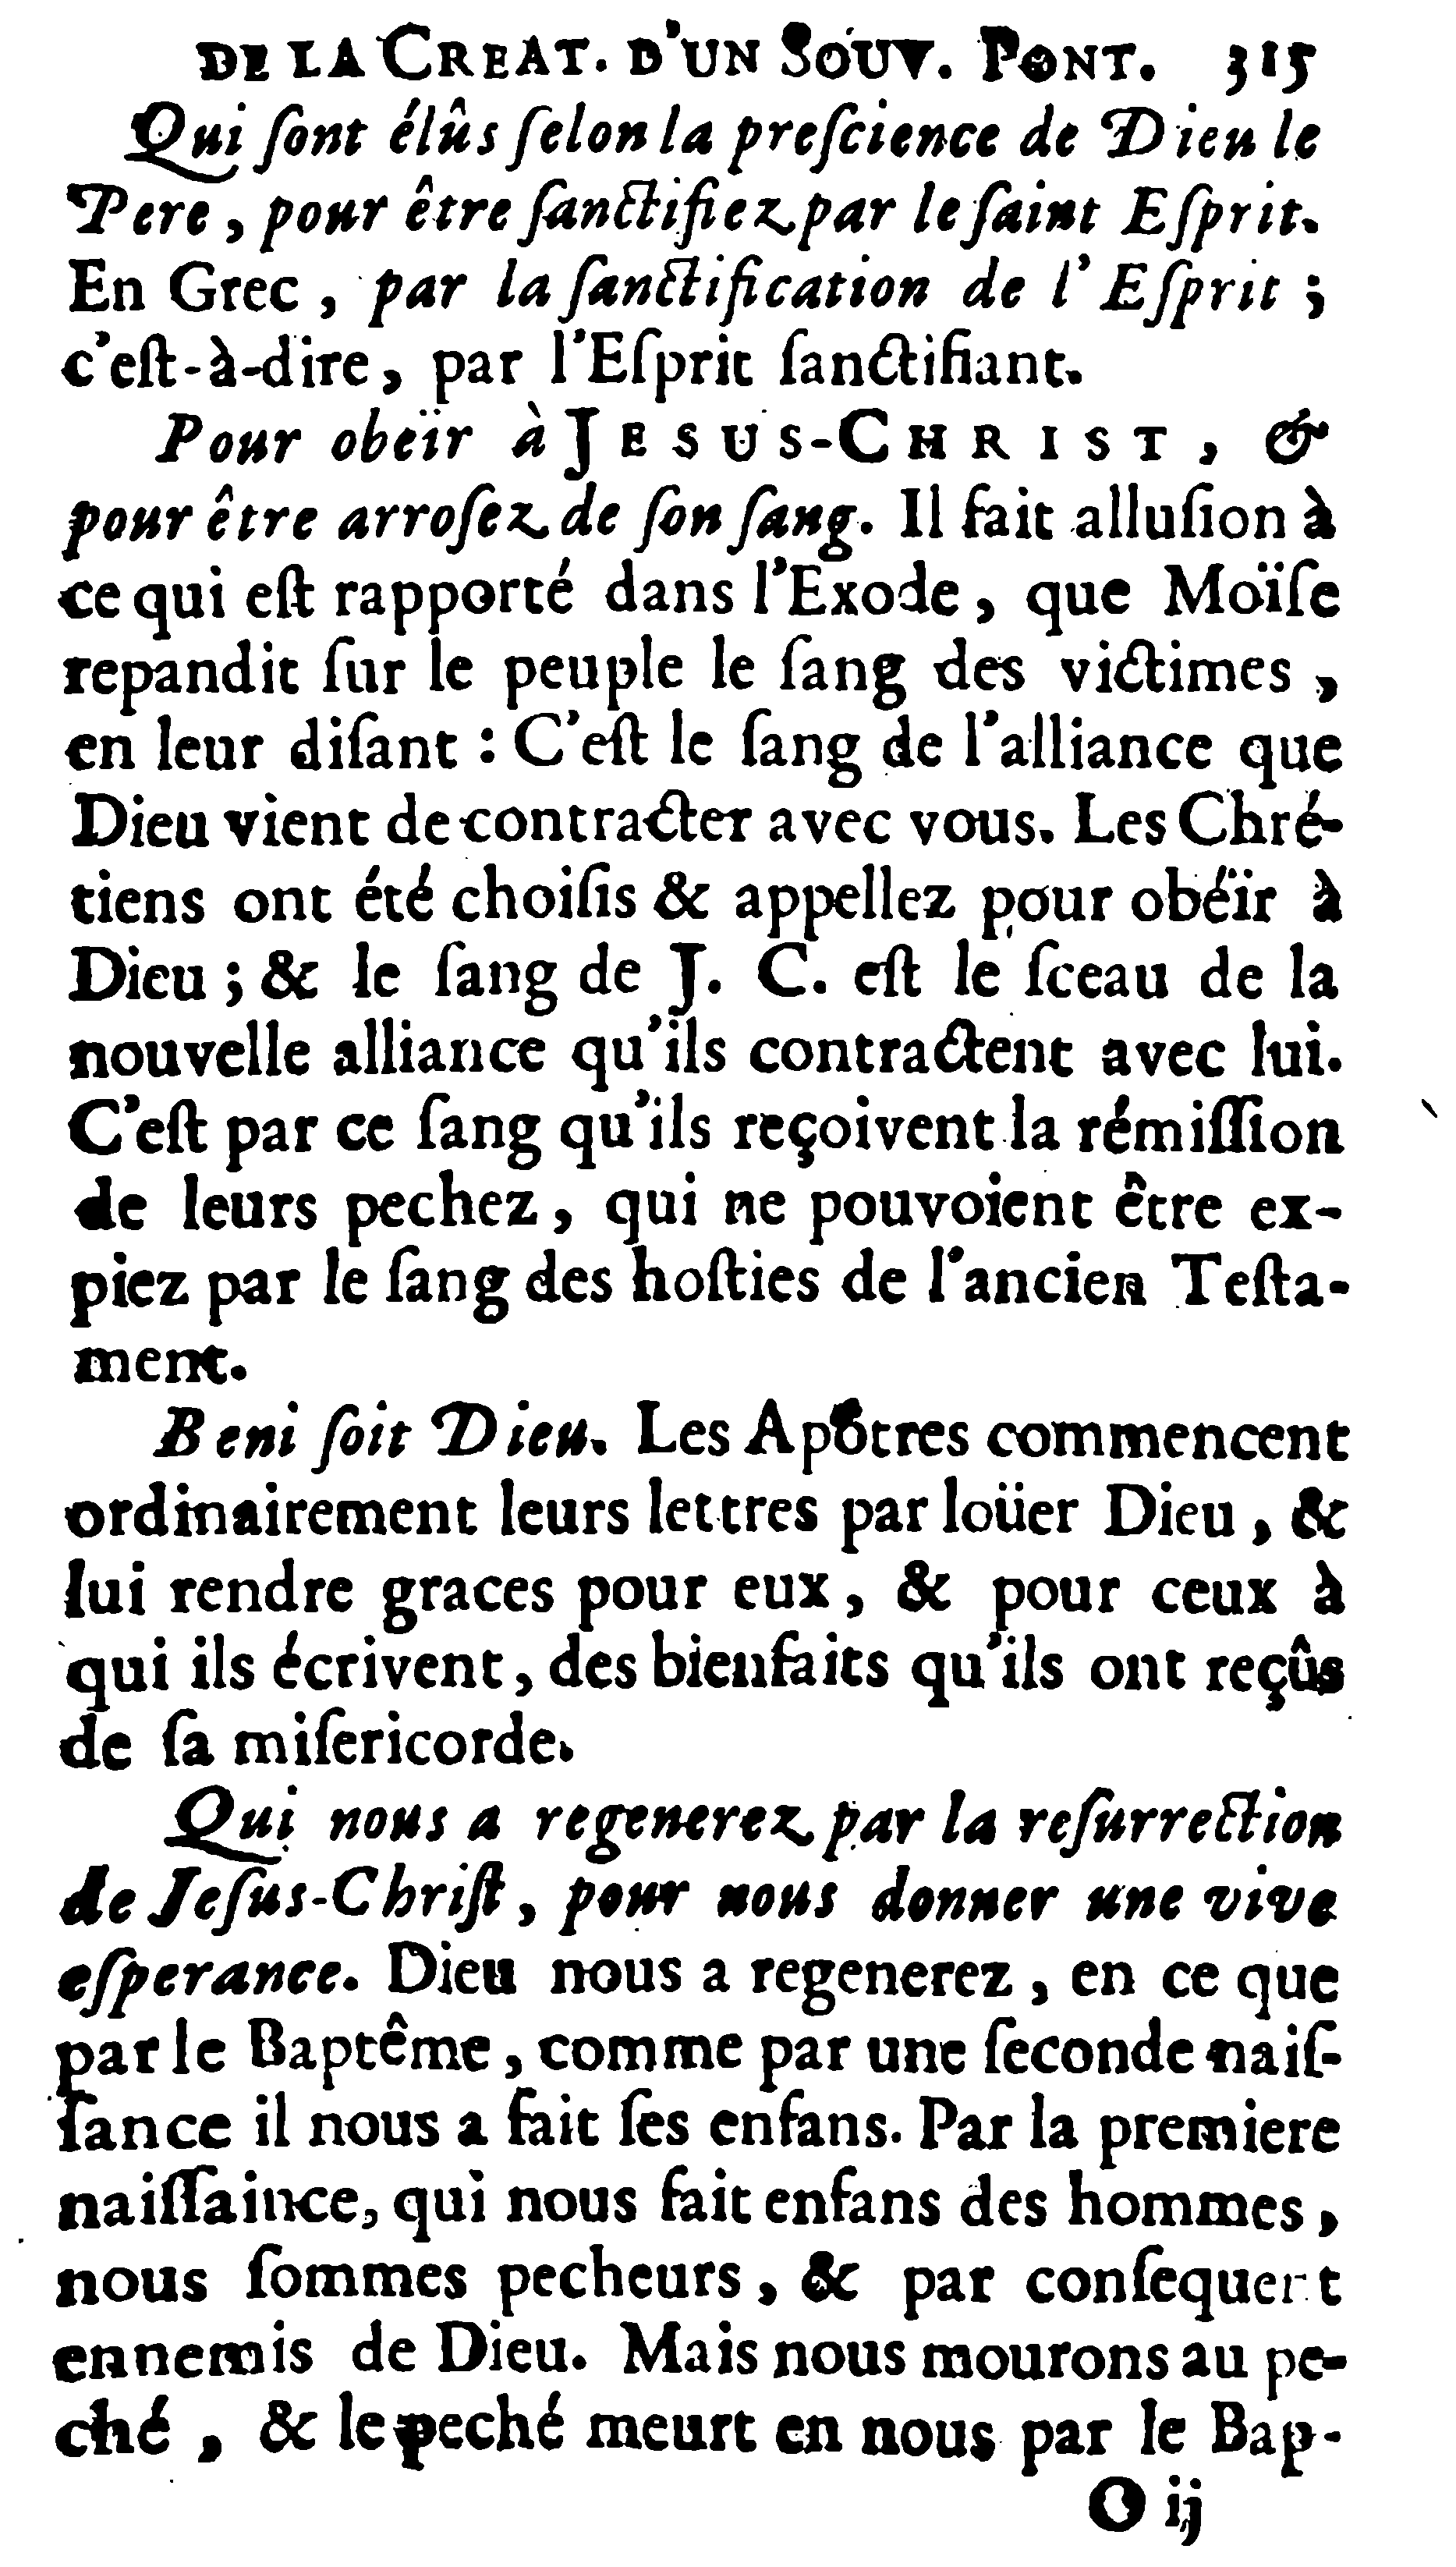 DE LA CREAT. D'UN SOUV. PONT. 315
Qui ſont élûs ſelon la preſcience de Dieu le
Pere, pour être ſanctifiez par le ſaint Eſprit.
En Grec, par la ſanctification de l'Eſprit ;
c'eſt-à-dire, par l'Eſprit ſanctifiant.
Pour obeïr à JESUS-CHRIST, &
pour être arroſez de ſon ſang. Il fait alluſion à
ce qui eſt rapporté dans l'Exode, que Moïſe
repandit ſur le peuple le ſang des victimes,
en leur diſant : C'eſt le ſang de l'alliance que
Dieu vient de contracter avec vous. Les Chré-
tiens ont été choiſis & appellez pour obéïr à
Dieu ; & le ſang de J. C. eſt le ſceau de la
nouvelle alliance qu'ils contractent avec lui.
C'eſt par ce ſang qu'ils reçoivent la rémiſſion
de leurs pechez, qui ne pouvoient être ex-
piez par le ſang des hoſties de l'ancien Teſta-
ment.
Beni ſoit Dieu. Les Apôtres commencent
ordinairement leurs lettres par loüer Dieu, &
lui rendre graces pour eux, & pour ceux à
qui ils écrivent, des bienfaits qu'ils ont reçûs
de ſa miſericorde.
Qui nous a regenerez par la reſurrection
de Jeſus-Chriſt, pour nous donner une vive
eſperance. Dieu nous a regenerez, en ce que
par le Baptême, comme par une ſeconde naiſ-
ſance il nous a fait ſes enfans. Par la premiere
naiſſaince, qui nous fait enfans des hommes,
nous ſommes pecheurs, & par conſequent
ennemis de Dieu. Mais nous mourons au pe-
ché, & le peché meurt en nous par le Bap-
O ij